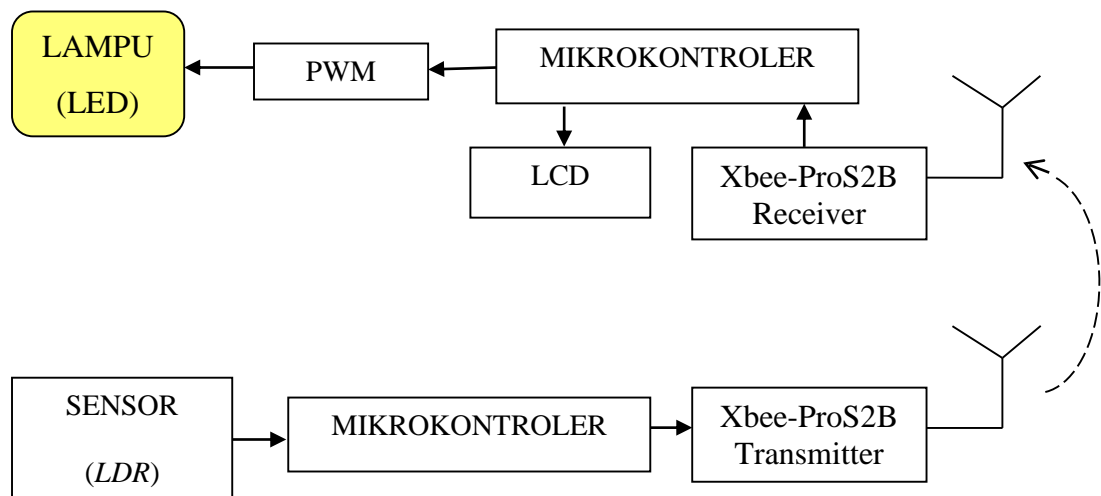 LAMPU
(LED)
PWM
MIKROKONTROLER
LCD
Xbee-ProS2B
Receiver
SENSOR
(LDR)
MIKROKONTROLER
Xbee-ProS2B
Transmitter